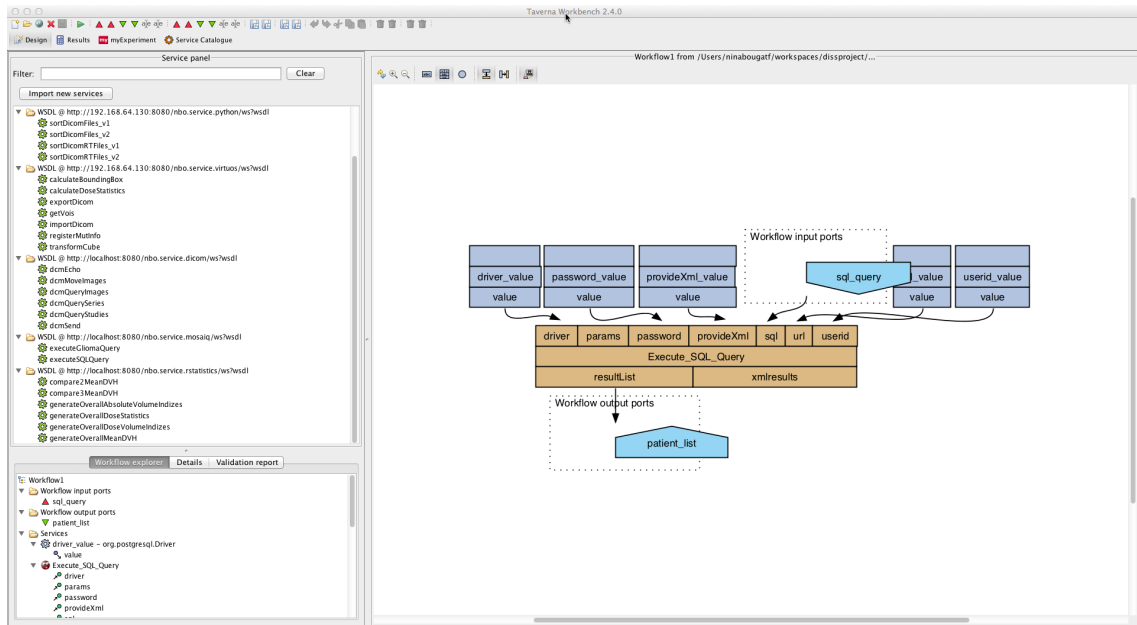 Taverna Workbench 2.4.0
Design Results myExperiment Service Catalogue
Service panel
Filter: Clear
Import new services
WSDL @ http://192.168.64.130:8080/nbo.service.python/ws?wsdl
sortDicomFiles_v1
sortDicomFiles_v2
sortDicomRTFiles_v1
sortDicomRTFiles_v2
WSDL @ http://192.168.64.130:8080/nbo.service.virtuos/ws?wsdl
calculateBoundingBox
calculateDoseStatistics
exportDicom
getVois
importDicom
registerMutInfo
transformCube
WSDL @ http://localhost:8080/nbo.service.dicom/ws?wsdl
dcmEcho
dcmMoveImages
dcmQueryImages
dcmQuerySeries
dcmQueryStudies
dcmSend
WSDL @ http://localhost:8080/nbo.service.mosaiq/ws?wsdl
executeGliomaQuery
executeSQLQuery
WSDL @ http://localhost:8080/nbo.service.rstatistics/ws?wsdl
compare2MeanDVH
compare3MeanDVH
generateOverallAbsoluteVolumeIndizes
generateOverallDoseStatistics
generateOverallDoseVolumeIndizes
generateOverallMeanDVH
Workflow explorer Details Validation report
Workflow1
Workflow input ports
sql_query
Workflow output ports
patient_list
Services
driver_value - org.postgresql.Driver
value
Execute_SQL_Query
driver
params
password
provideXml
Workflow1 from /Users/ninabougatf/workspaces/dissproject/...
Workflow input ports
driver_value password_value provideXml_value sql_query _value userid_value
value value value value value
driver params password provideXml sql url userid
Execute_SQL_Query
resultList xmlresults
Workflow output ports
patient_list